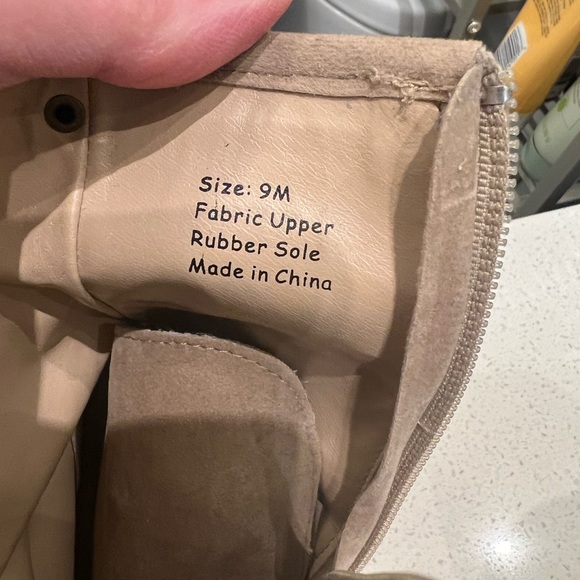 Size: 9M
Fabric Upper
Rubber Sole
Made in China